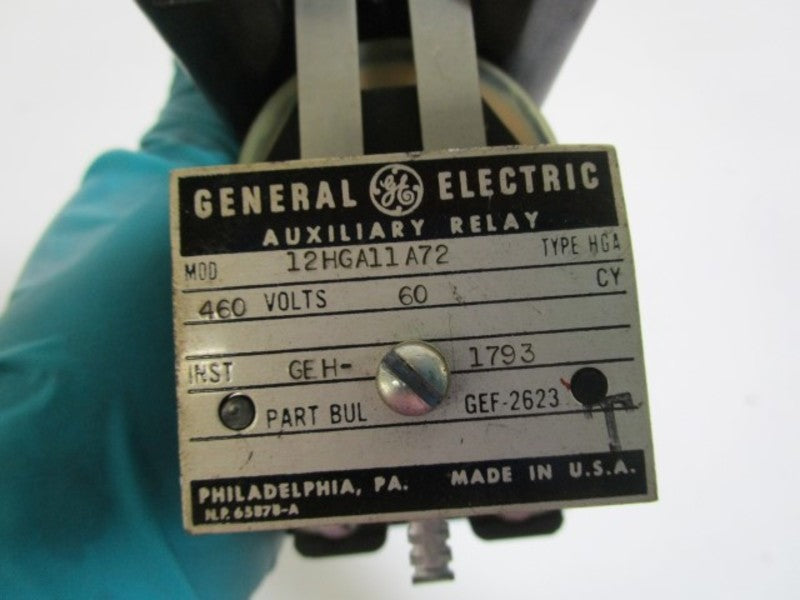 GENERAL GE ELECTRIC
AUXILIARY RELAY
MOD 12HGA11A72 TYPE HGA
460 VOLTS 60 CY
INST GEH- 1793
PART BUL GEF-2623
T
PHILADELPHIA, PA. MADE IN U.S.A.
N.P. 65878-A